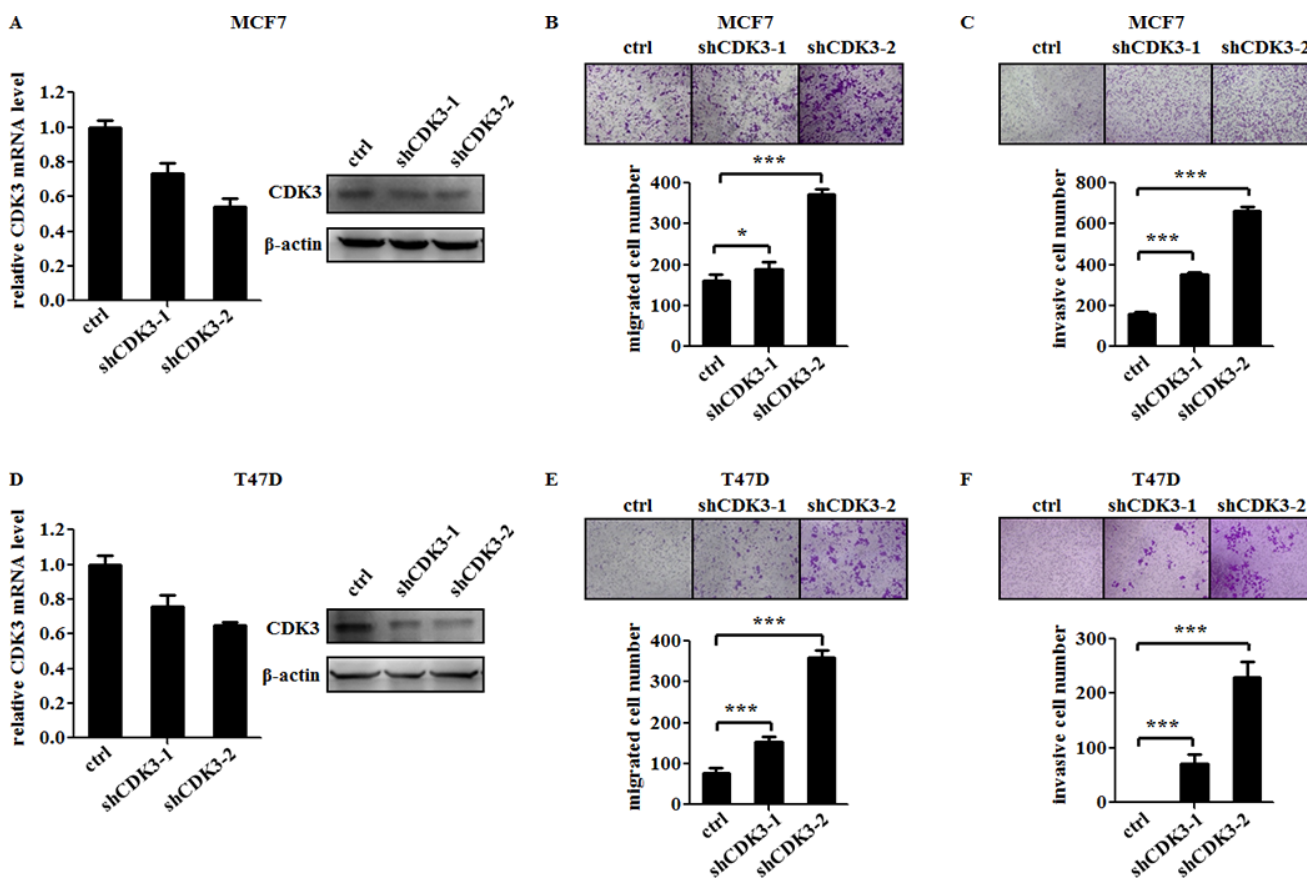 A
MCF7
relative CDK3 mRNA level
1.2
1.0
0.8
0.6
0.4
0.2
0.0
ctrl
shCDK3-1
shCDK3-2
ctrl
shCDK3-1
shCDK3-2
CDK3
β-actin
B
MCF7
ctrl shCDK3-1 shCDK3-2
migrated cell number
400
300
200
100
0
***
*
ctrl
shCDK3-1
shCDK3-2
C
MCF7
ctrl shCDK3-1 shCDK3-2
invasive cell number
800
600
400
200
0
***
***
ctrl
shCDK3-1
shCDK3-2
D
T47D
relative CDK3 mRNA level
1.2
1.0
0.8
0.6
0.4
0.2
0.0
ctrl
shCDK3-1
shCDK3-2
ctrl
shCDK3-1
shCDK3-2
CDK3
β-actin
E
T47D
ctrl shCDK3-1 shCDK3-2
migrated cell number
400
300
200
100
0
***
***
ctrl
shCDK3-1
shCDK3-2
F
T47D
ctrl shCDK3-1 shCDK3-2
invasive cell number
300
200
100
0
***
***
ctrl
shCDK3-1
shCDK3-2